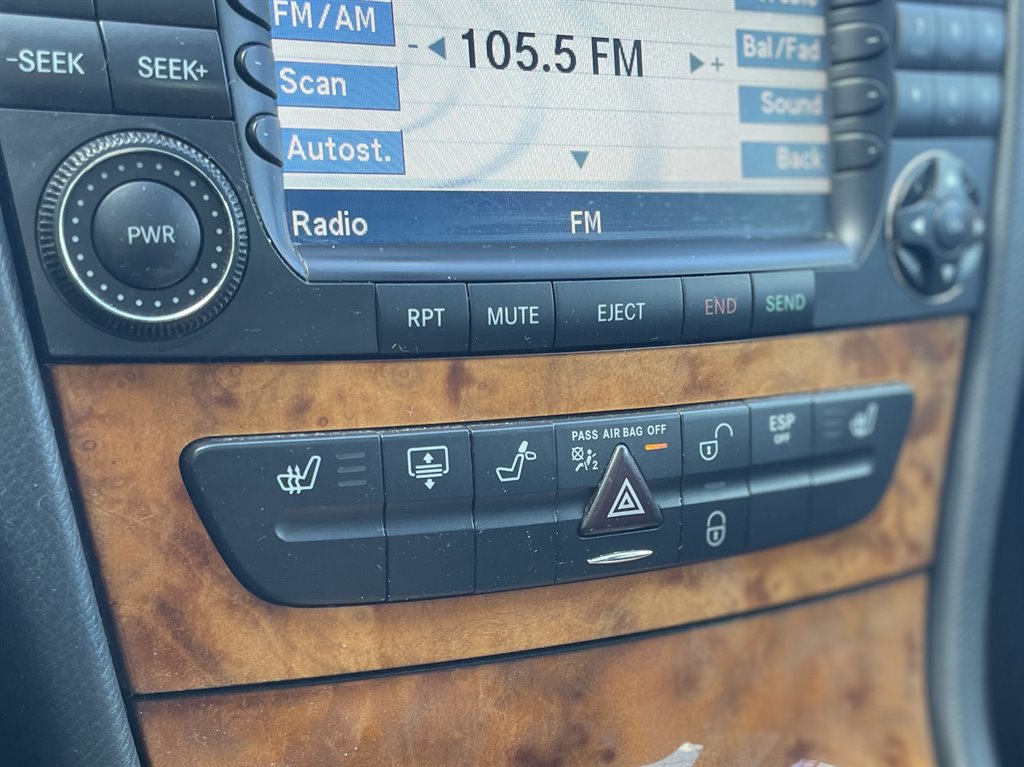 FM/AM
-SEEK SEEK+
- 105.5 FM +
Scan
Bal/Fad
Sound
Autost.
Back
PWR
Radio FM
RPT MUTE EJECT END SEND
PASS AIR BAG OFF
2
ESP
OFF